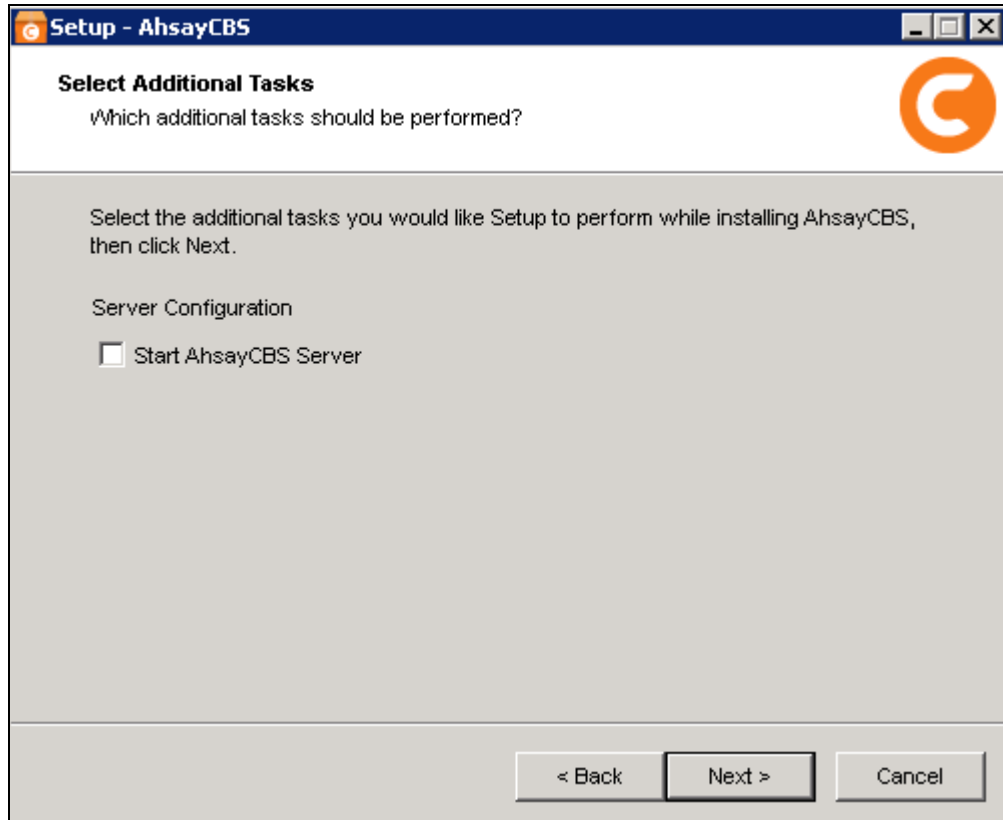 Setup - AhsayCBS
Select Additional Tasks
Which additional tasks should be performed?
Select the additional tasks you would like Setup to perform while installing AhsayCBS,
then click Next.
Server Configuration
Start AhsayCBS Server
< Back
Next >
Cancel